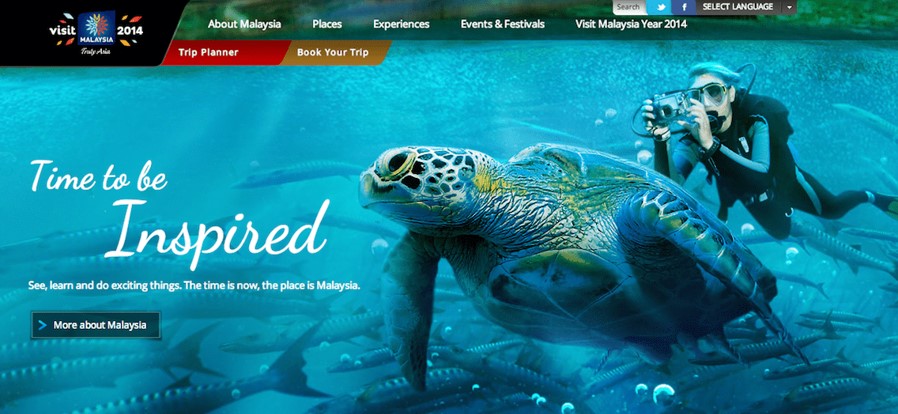 Search
SELECT LANGUAGE
visit MALAYSIA 2014
Truly Asia
About Malaysia Places Experiences Events & Festivals Visit Malaysia Year 2014
Trip Planner Book Your Trip
Time to be
Inspired
See, learn and do exciting things. The time is now, the place is Malaysia.
More about Malaysia